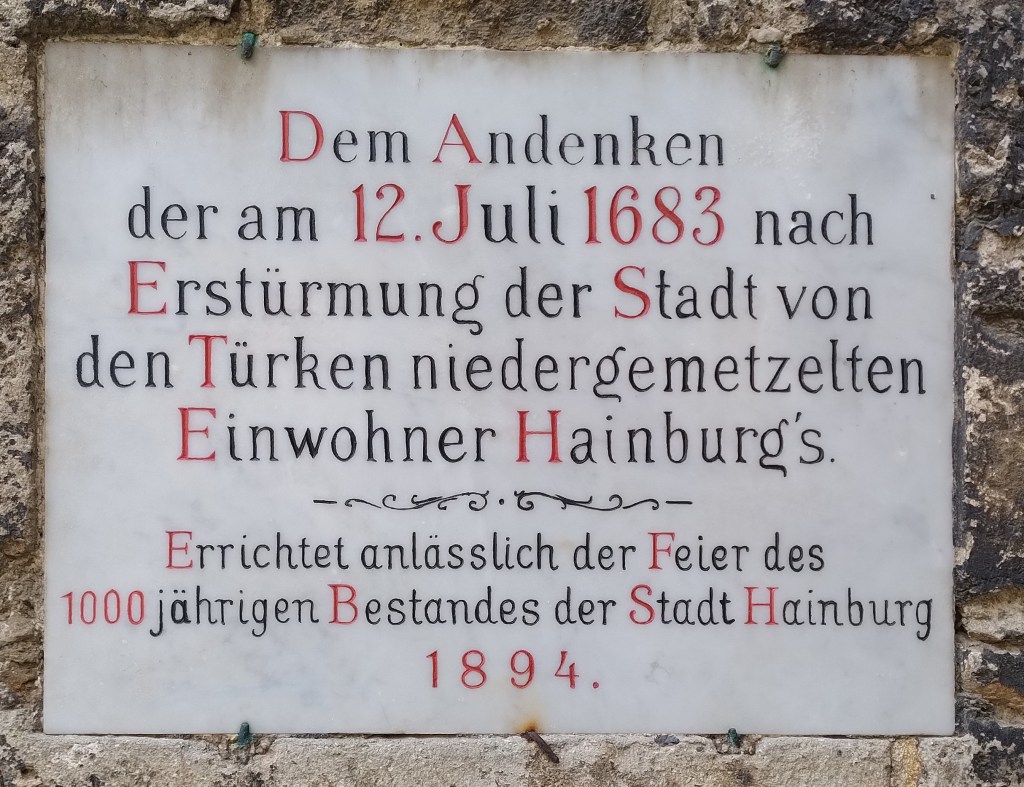 Dem Andenken
der am 12. Juli 1683 nach
Erstürmung der Stadt von
den Türken niedergemetzelten
Einwohner Hainburg's.
Errichtet anlässlich der Feier des
1000 jährigen Bestandes der Stadt Hainburg
1894.